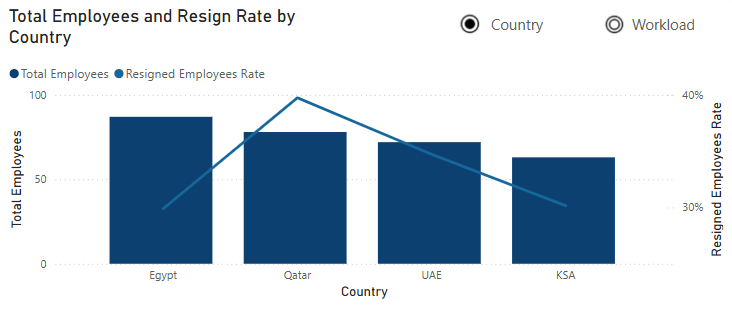 Total Employees and Resign Rate by
Country
Country
Workload
Total Employees
Resigned Employees Rate
100
50
0
Total Employees
40%
30%
Resigned Employees Rate
Egypt
Qatar
UAE
KSA
Country